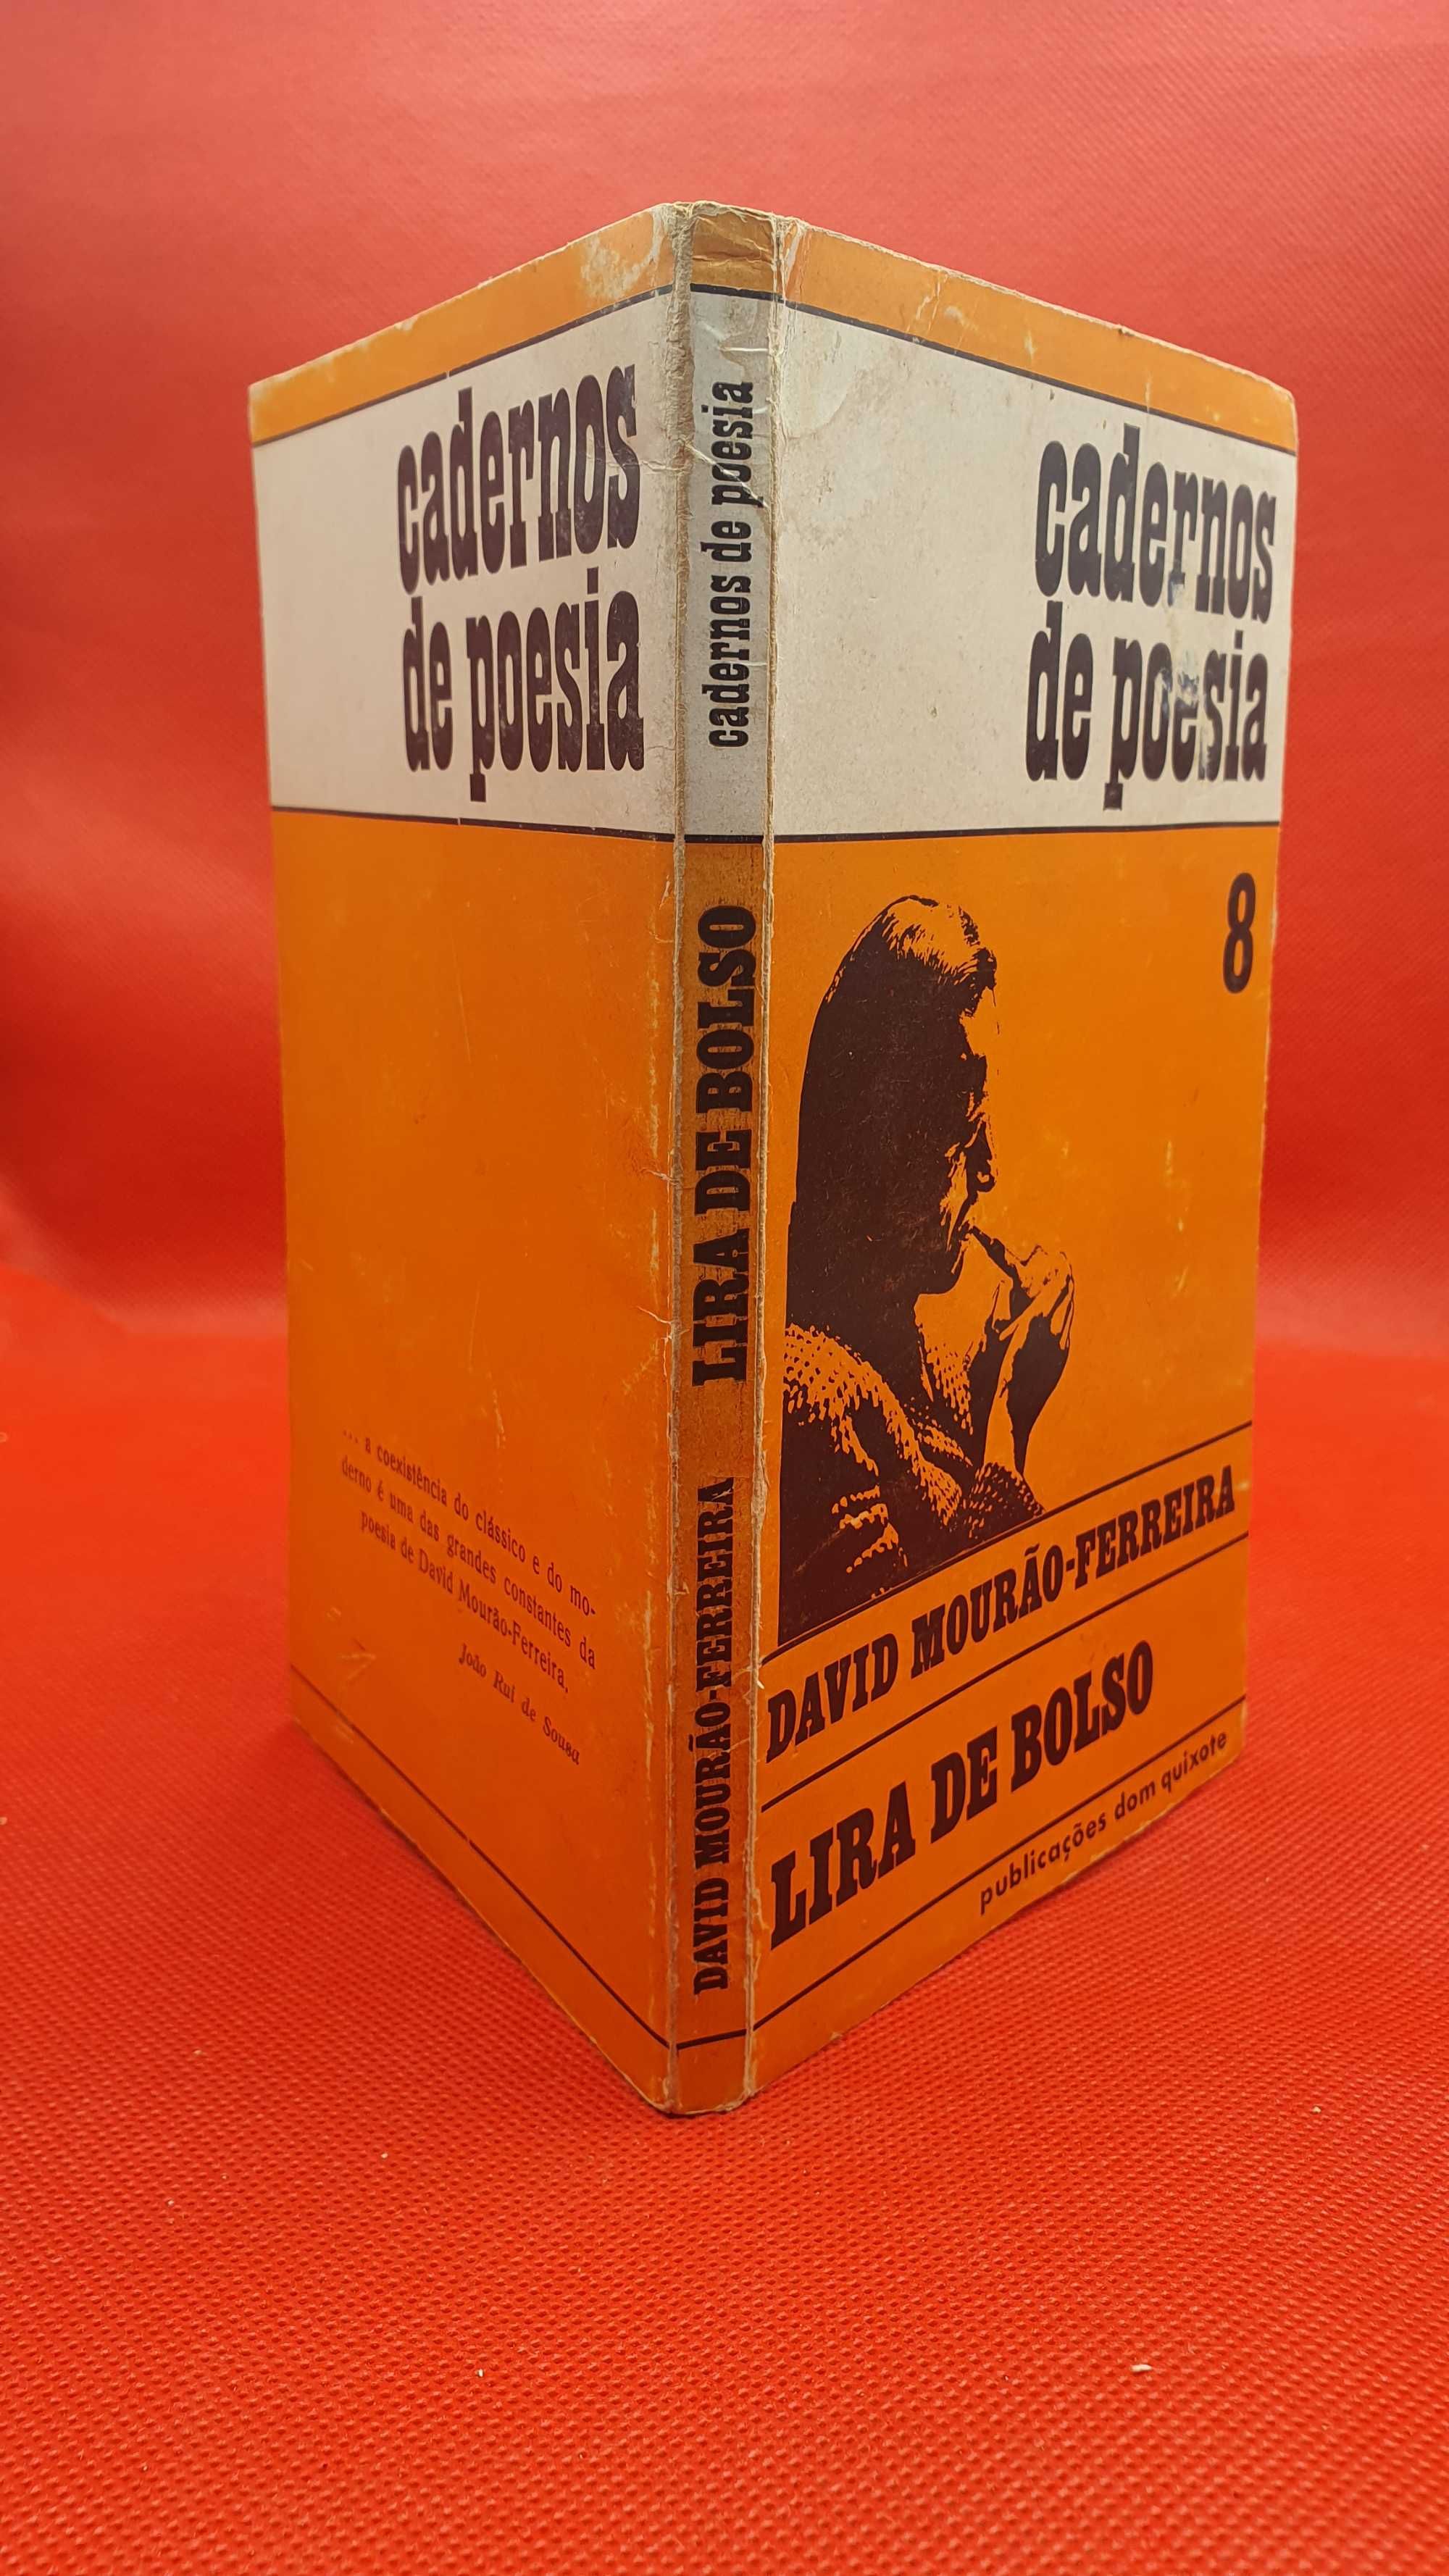 cadernos
de poesia
... a coexistência do clássico e do mo-
derno é uma das grandes constantes da
poesia de David Mourão-Ferreira.
João Rui de Sousa
DAVID MOURÃO-FERREIRA LIRA DE BOLSO cadernos de poesia
cadernos
de poesia
8
DAVID MOURÃO-FERREIRA
LIRA DE BOLSO
publicações dom quixote